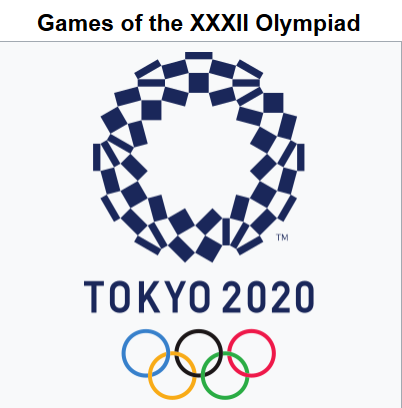 Games of the XXXII Olympiad
TM
TOKYO 2020